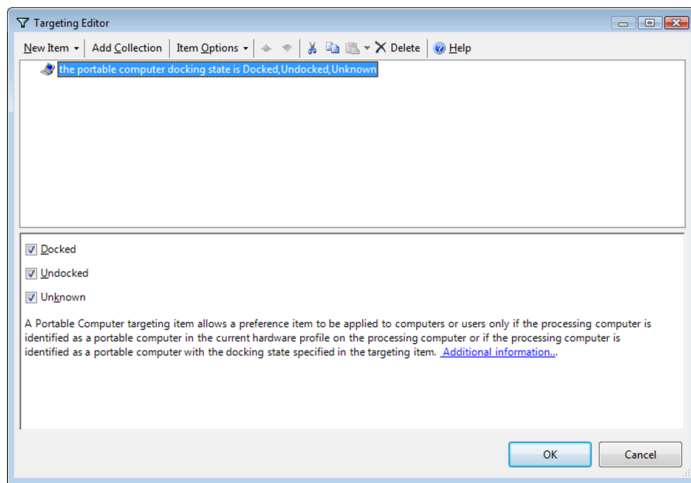 Targeting Editor
New Item Add Collection Item Options Delete Help
the portable computer docking state is Docked,Undocked,Unknown
Docked
Undocked
Unknown
A Portable Computer targeting item allows a preference item to be applied to computers or users only if the processing computer is
identified as a portable computer in the current hardware profile on the processing computer or if the processing computer is
identified as a portable computer with the docking state specified in the targeting item. Additional information...
OK Cancel